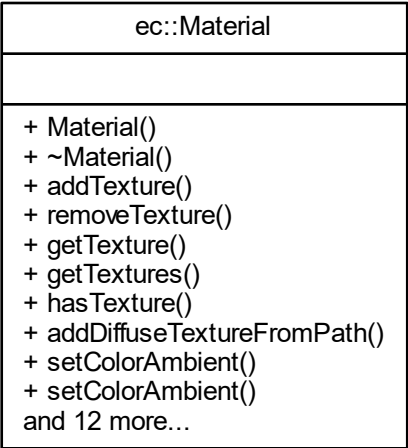 ec::Material
+ Material()
+ ~Material()
+ addTexture()
+ removeTexture()
+ getTexture()
+ getTextures()
+ hasTexture()
+ addDiffuseTextureFromPath()
+ setColorAmbient()
+ setColorAmbient()
and 12 more...